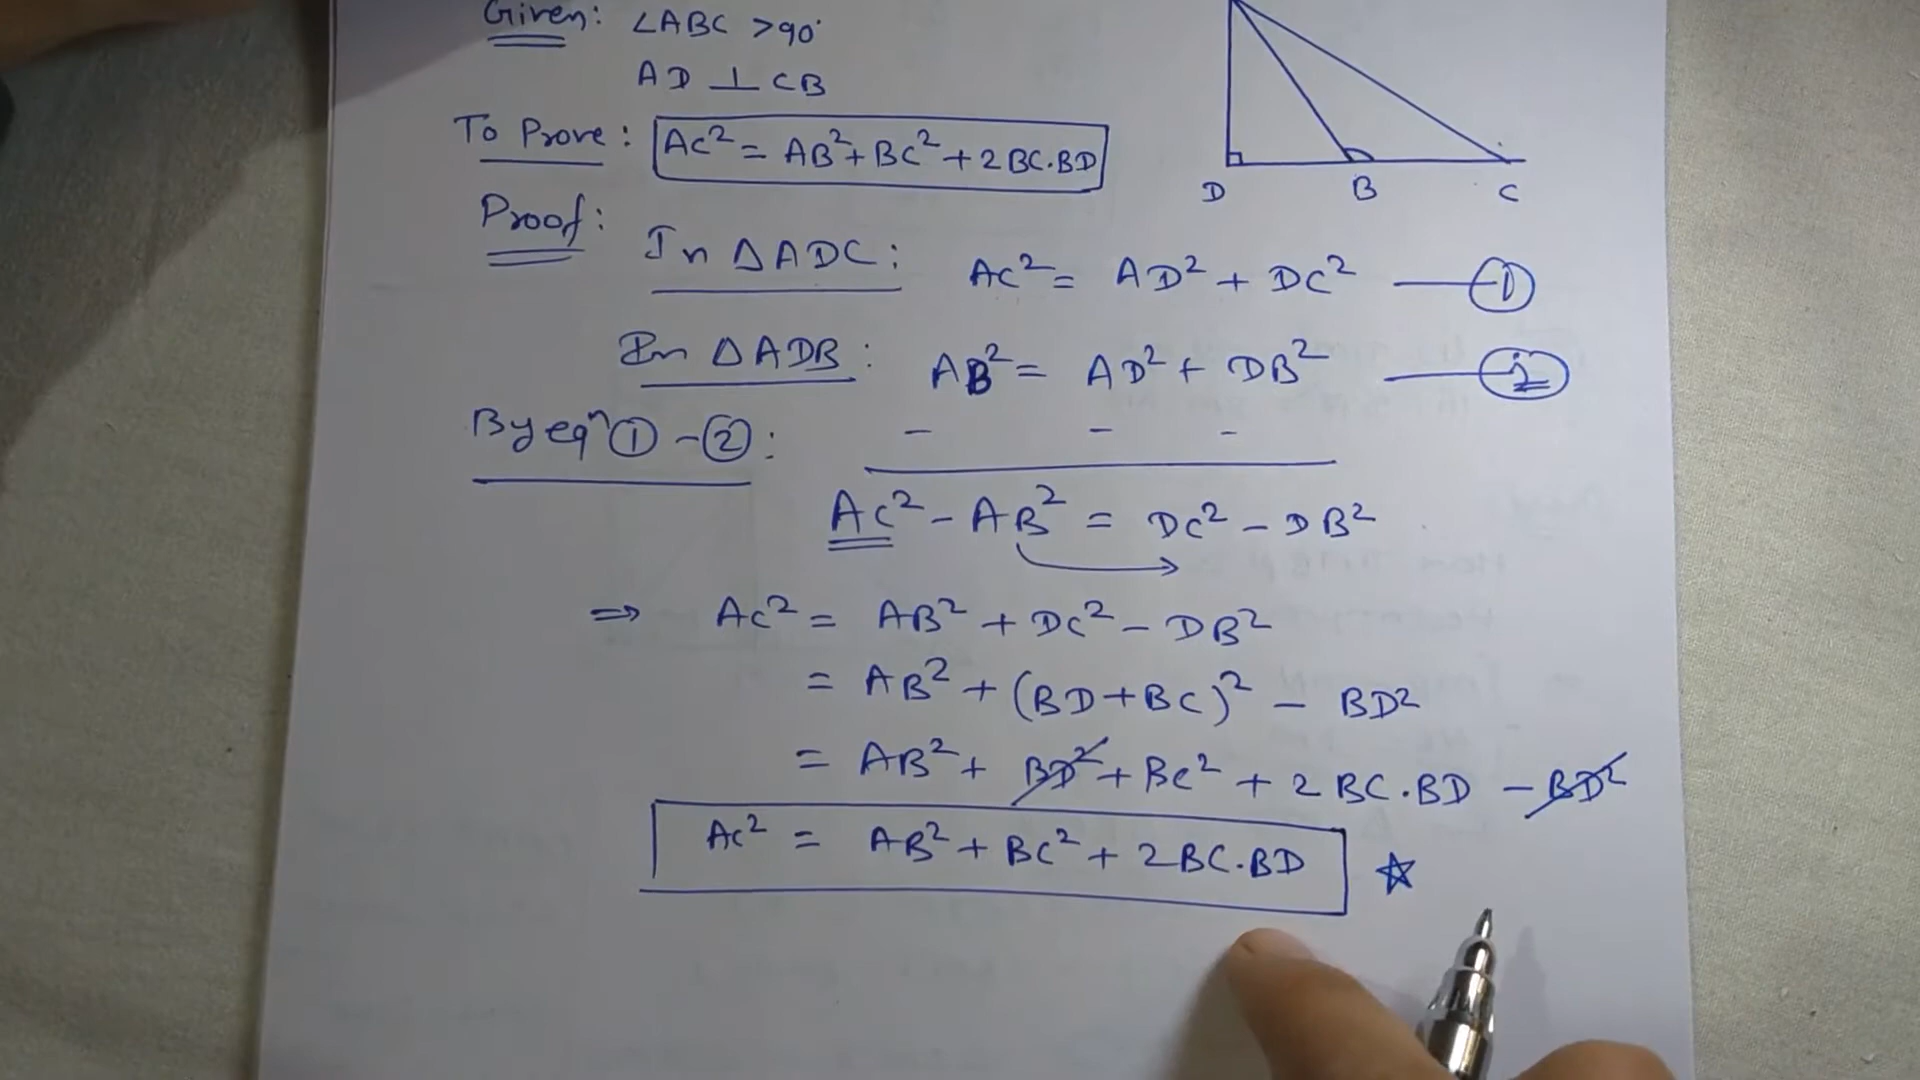 Given: ∠ABC >90°
AD ⊥ CB
To Prove: AC² = AB² + BC² + 2BC·BD
D B C
Proof: In △ADC: AC² = AD² + DC² —①
In △ADB: AB² = AD² + DB² —②
By eqⁿ ① - ②: - - -
AC² - AB² = DC² - DB²
⇒ AC² = AB² + DC² - DB²
= AB² + (BD+BC)² - BD²
= AB² + BD² + BC² + 2BC·BD - BD²
AC² = AB² + BC² + 2BC·BD